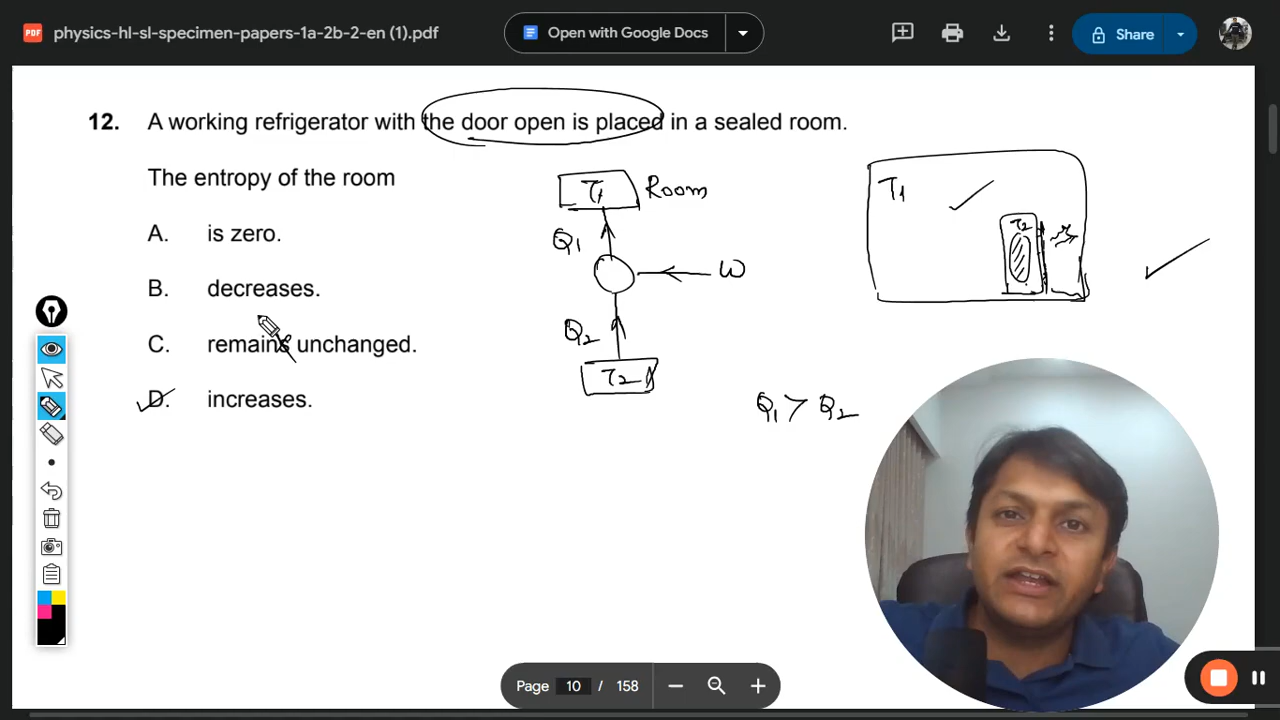 PDF
physics-hl-sl-specimen-papers-1a-2b-2-en (1).pdf
Open with Google Docs
Share
12. A working refrigerator with the door open is placed in a sealed room.
The entropy of the room
A. is zero.
B. decreases.
C. remains unchanged.
D. increases.
T1 Room
Q1
W
Q2
T2
T1
T2
Q1 > Q2
Page 10 / 158